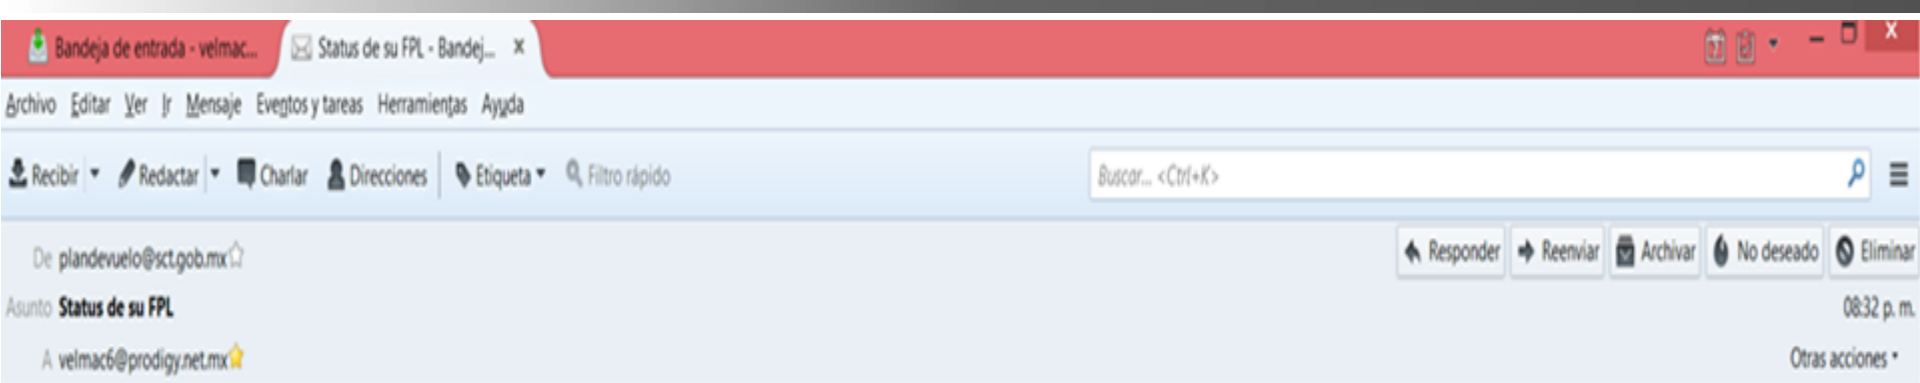 Bandeja de entrada - velmac... Status de su FPL - Bandej... x
Archivo Editar Ver Ir Mensaje Eventos y tareas Herramientas Ayuda
Recibir Redactar Charlar Direcciones Etiqueta Filtro rápido Buscar... <Ctrl+K>
De plandevuelo@sct.gob.mx Responder Reenviar Archivar No deseado Eliminar
Asunto Status de su FPL 08:32 p. m.
A velmac6@prodigy.net.mx Otras acciones